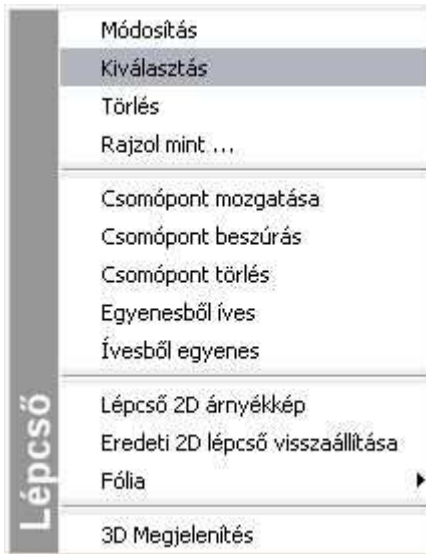 Módosítás
Kiválasztás
Törlés
Rajzol mint ...
Csomópont mozgatása
Csomópont beszúrás
Csomópont törlés
Egyenesből íves
Ívesből egyenes
Lépcső 2D árnyékkép
Eredeti 2D lépcső visszaállítása
Fólia
3D Megjelenítés
Lépcső